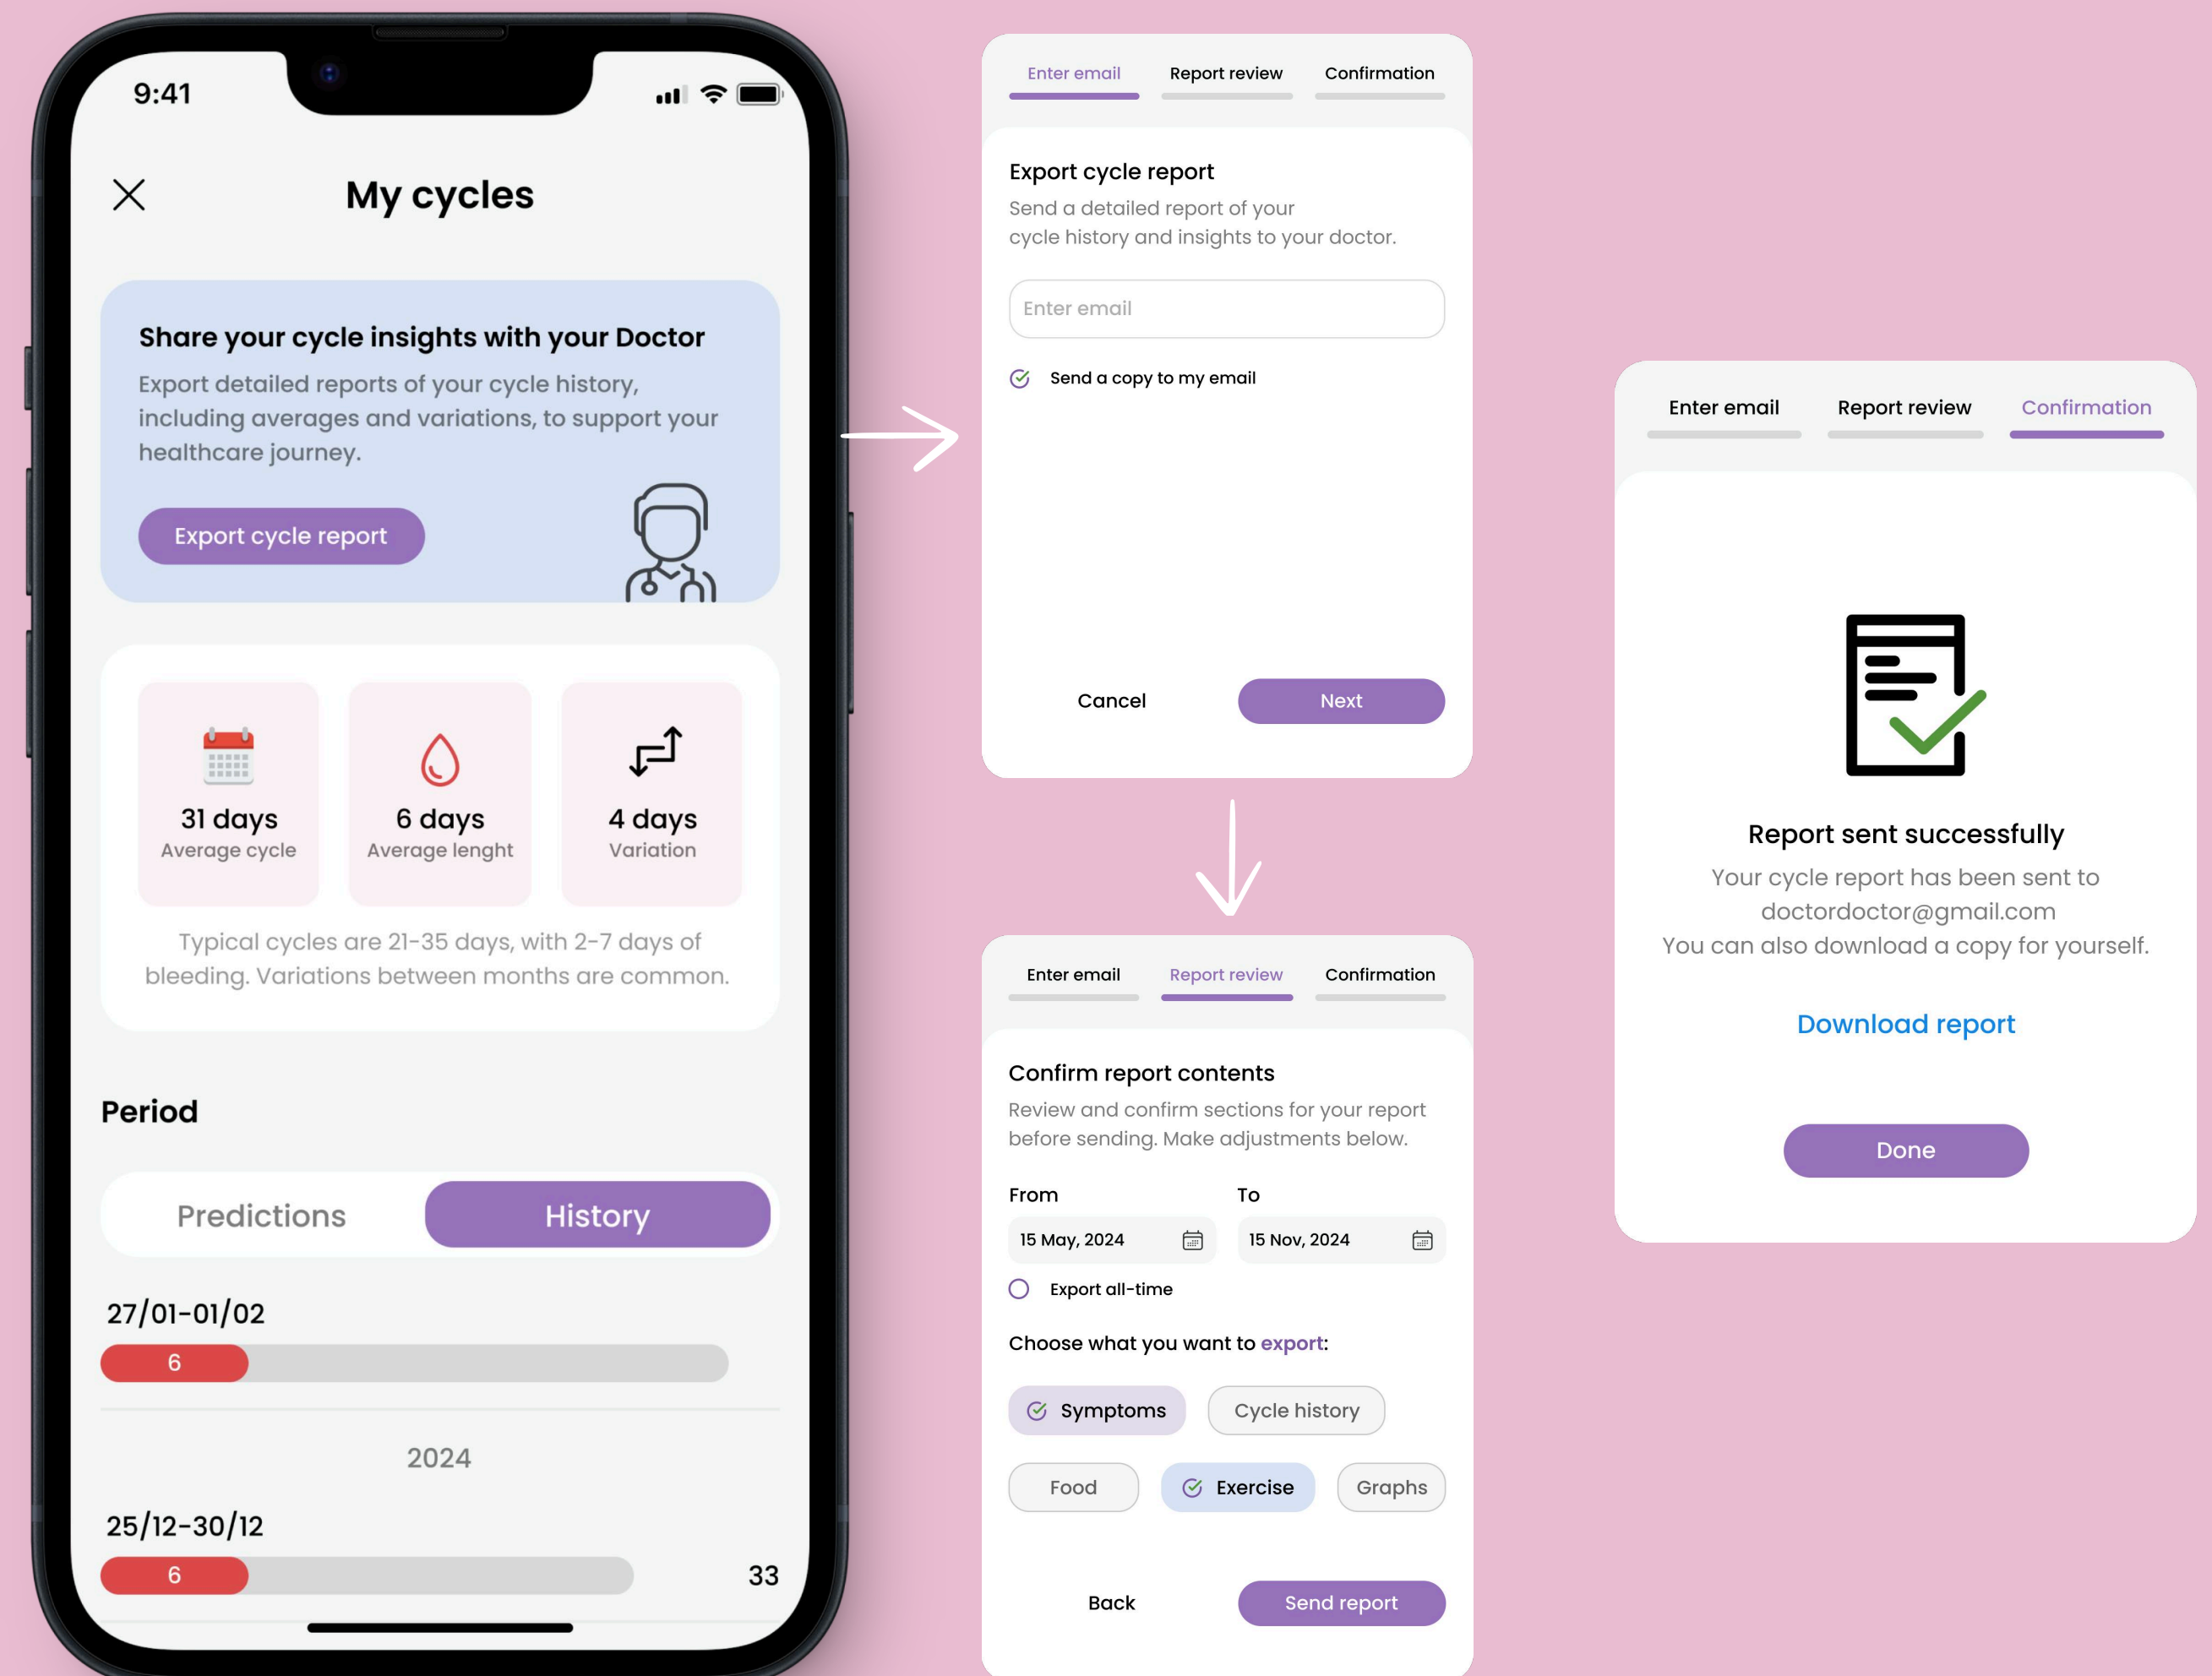 9:41
My cycles
Share your cycle insights with your Doctor
Export detailed reports of your cycle history,
including averages and variations, to support your
healthcare journey.
Export cycle report
31 days
Average cycle
6 days
Average lenght
4 days
Variation
Typical cycles are 21-35 days, with 2-7 days of
bleeding. Variations between months are common.
Period
Predictions
History
27/01-01/02
6
2024
25/12-30/12
6
33
Enter email
Report review
Confirmation
Export cycle report
Send a detailed report of your
cycle history and insights to your doctor.
Enter email
Send a copy to my email
Cancel
Next
Enter email
Report review
Confirmation
Confirm report contents
Review and confirm sections for your report
before sending. Make adjustments below.
From
To
15 May, 2024
15 Nov, 2024
Export all-time
Choose what you want to export:
Symptoms
Cycle history
Food
Exercise
Graphs
Back
Send report
Enter email
Report review
Confirmation
Report sent successfully
Your cycle report has been sent to
doctordoctor@gmail.com
You can also download a copy for yourself.
Download report
Done